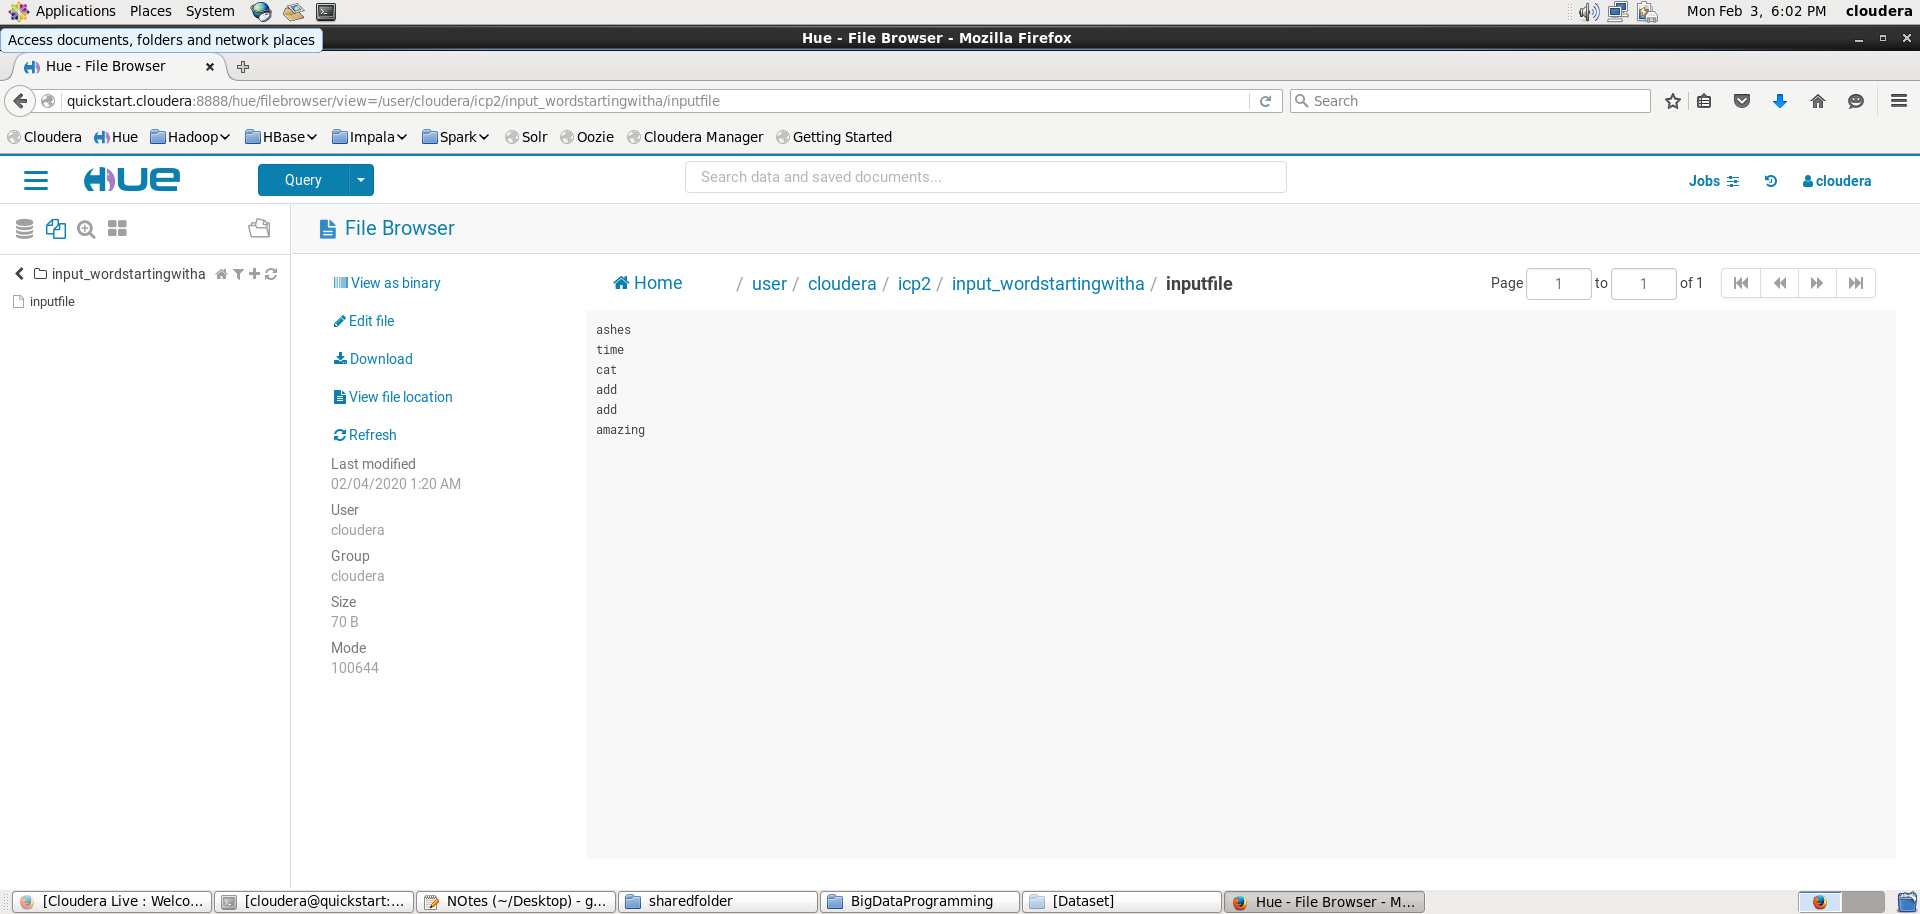 Applications Places System Mon Feb 3, 6:02 PM cloudera
Access documents, folders and network places
Hue - File Browser - Mozilla Firefox
Hue - File Browser
quickstart.cloudera:8888/hue/filebrowser/view=/user/cloudera/icp2/input_wordstartingwitha/inputfile Search
Cloudera Hue Hadoop HBase Impala Spark Solr Oozie Cloudera Manager Getting Started
HUE Query Search data and saved documents... Jobs cloudera
File Browser
input_wordstartingwitha
inputfile
View as binary
Edit file
Download
View file location
Refresh
Last modified
02/04/2020 1:20 AM
User
cloudera
Group
cloudera
Size
70 B
Mode
100644
Home / user / cloudera / icp2 / input_wordstartingwitha / inputfile Page 1 to 1 of 1
ashes
time
cat
add
add
amazing
[Cloudera Live : Welco... [cloudera@quickstart:... NOtes (~/Desktop) - g... sharedfolder BigDataProgramming [Dataset] Hue - File Browser - M...